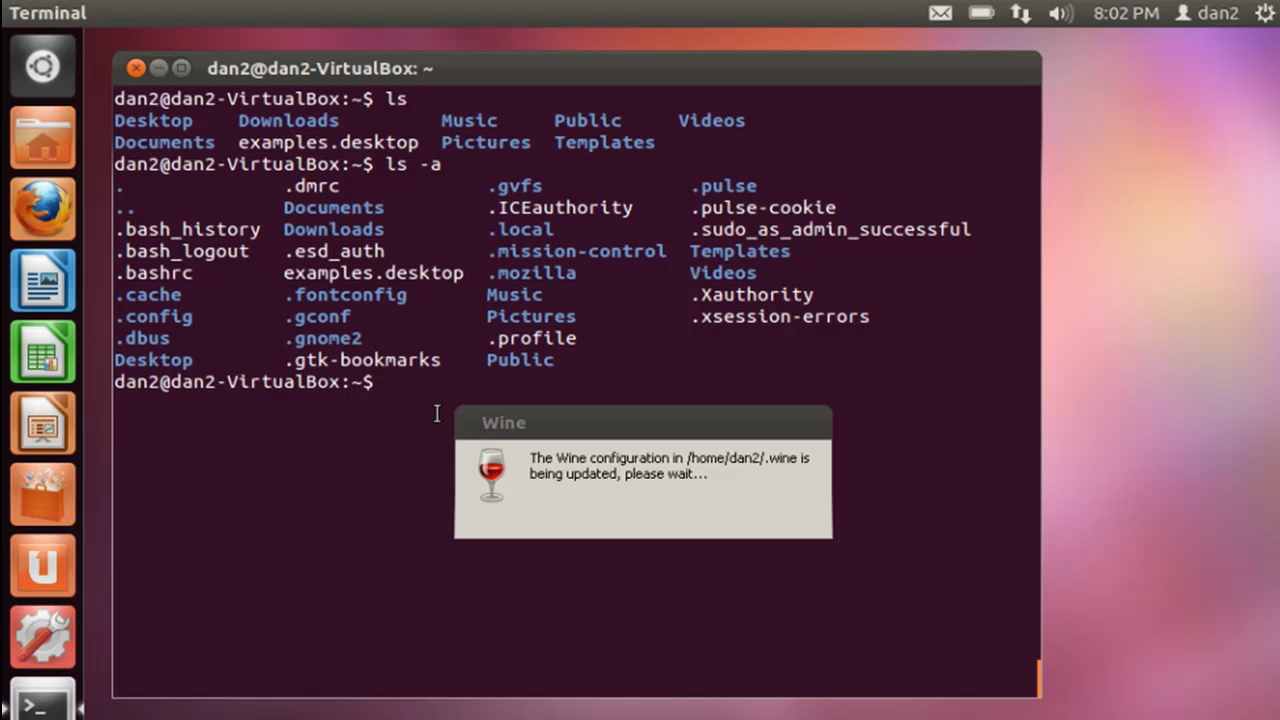 Terminal
8:02 PM dan2
dan2@dan2-VirtualBox: ~
dan2@dan2-VirtualBox:~$ ls
Desktop Downloads Music Public Videos
Documents examples.desktop Pictures Templates
dan2@dan2-VirtualBox:~$ ls -a
. .dmrc .gvfs .pulse
.. Documents .ICEauthority .pulse-cookie
.bash_history Downloads .local .sudo_as_admin_successful
.bash_logout .esd_auth .mission-control Templates
.bashrc examples.desktop .mozilla Videos
.cache .fontconfig Music .Xauthority
.config .gconf Pictures .xsession-errors
.dbus .gnome2 .profile
Desktop .gtk-bookmarks Public
dan2@dan2-VirtualBox:~$
Wine
The Wine configuration in /home/dan2/.wine is
being updated, please wait...